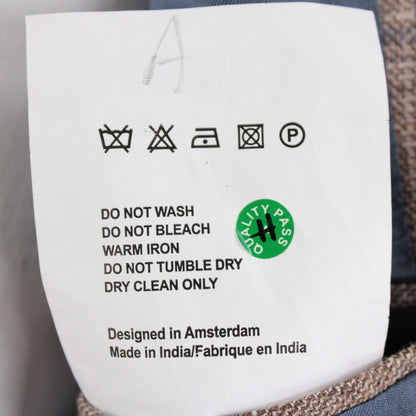 A
P
DO NOT WASH
DO NOT BLEACH
WARM IRON
DO NOT TUMBLE DRY
DRY CLEAN ONLY
QUALITY PASS
H
Designed in Amsterdam
Made in India/Fabrique en India